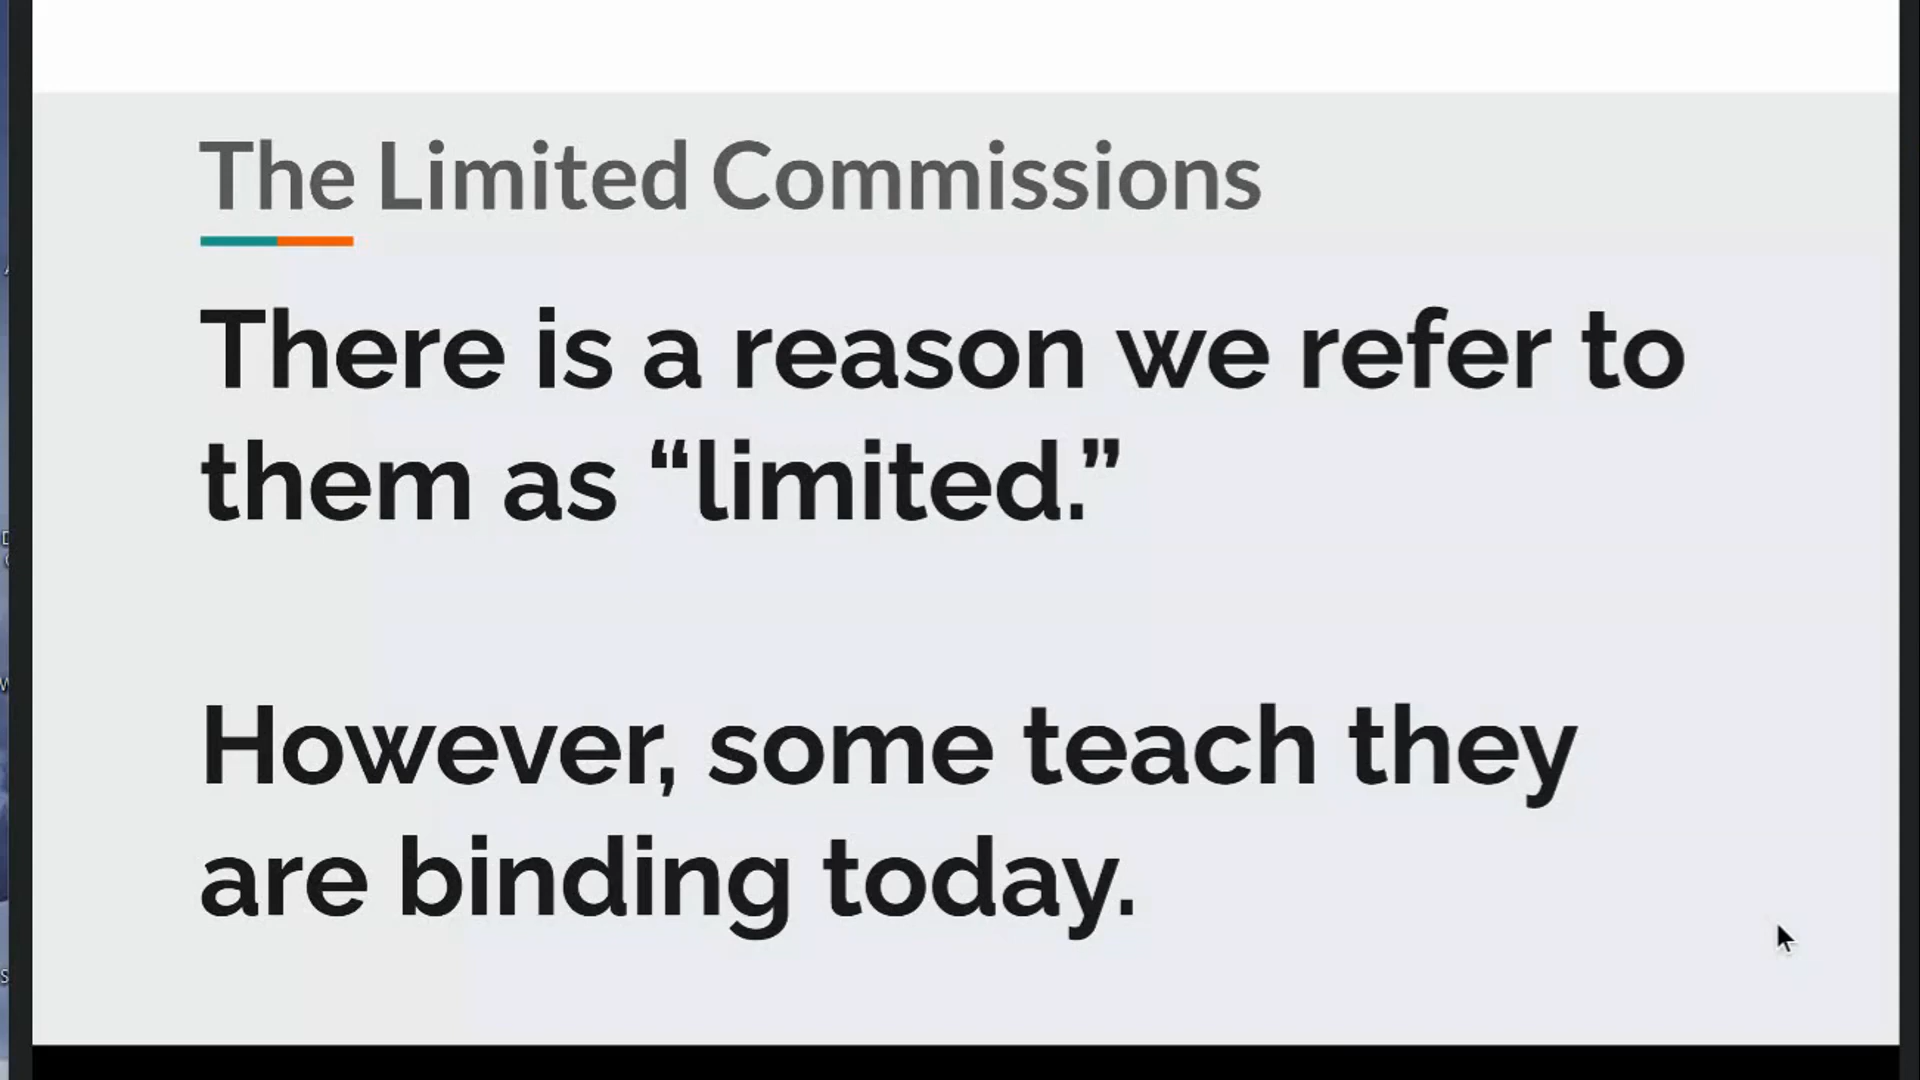 The Limited Commissions
There is a reason we refer to
them as “limited.”
However, some teach they
are binding today.